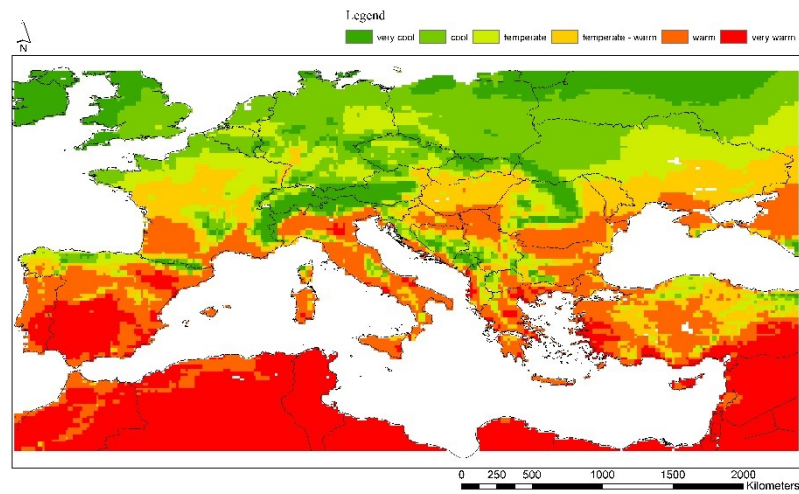 Legend
very cool cool temperate temperate - warm warm very warm
N
0 250 500 1000 1500 2000
Kilometers